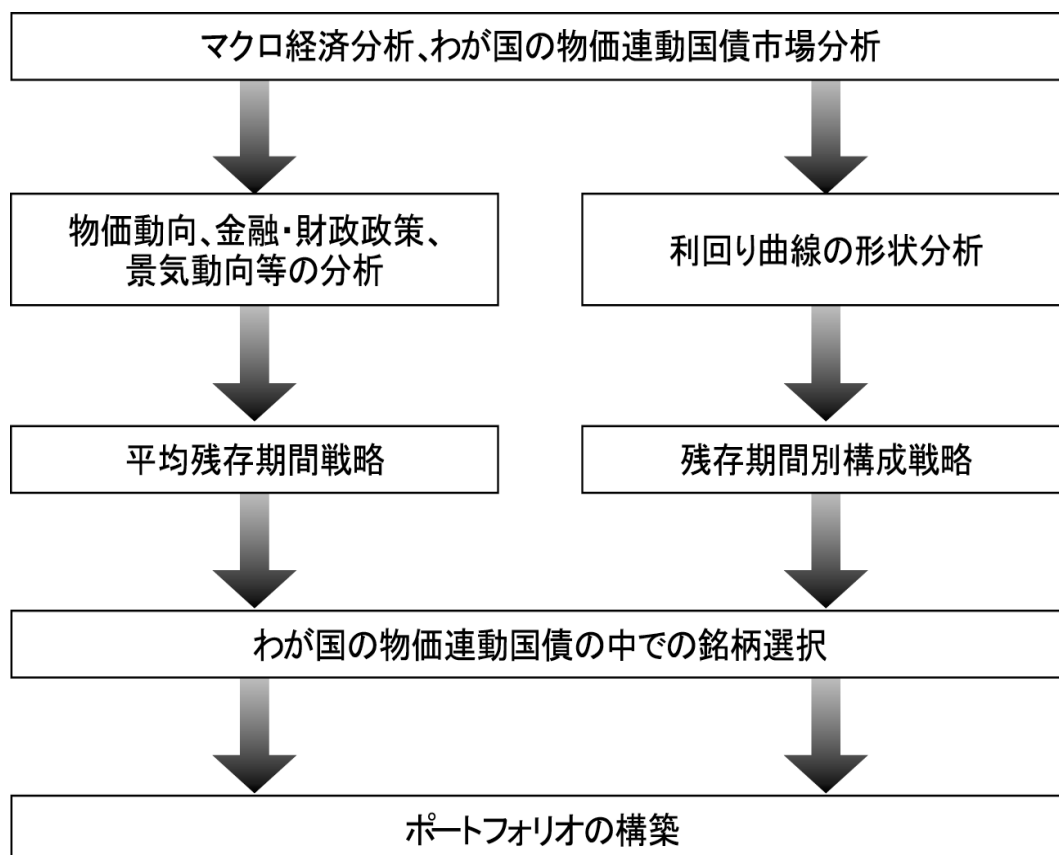 マクロ経済分析、わが国の物価連動国債市場分析
物価動向、金融・財政政策、
景気動向等の分析
利回り曲線の形状分析
平均残存期間戦略
残存期間別構成戦略
わが国の物価連動国債の中での銘柄選択
ポートフォリオの構築